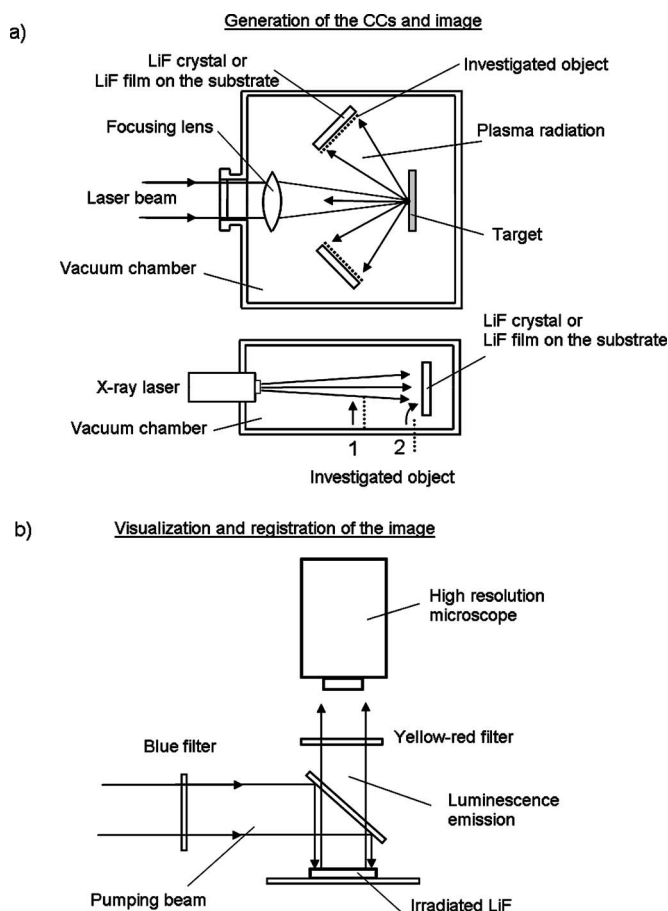 Generation of the CCs and image
a)
LiF crystal or
LiF film on the substrate
Investigated object
Focusing lens
Plasma radiation
Laser beam
Target
Vacuum chamber
LiF crystal or
LiF film on the substrate
X-ray laser
Vacuum chamber
1
2
Investigated object
b)
Visualization and registration of the image
High resolution
microscope
Blue filter
Yellow-red filter
Luminescence
emission
Pumping beam
Irradiated LiF